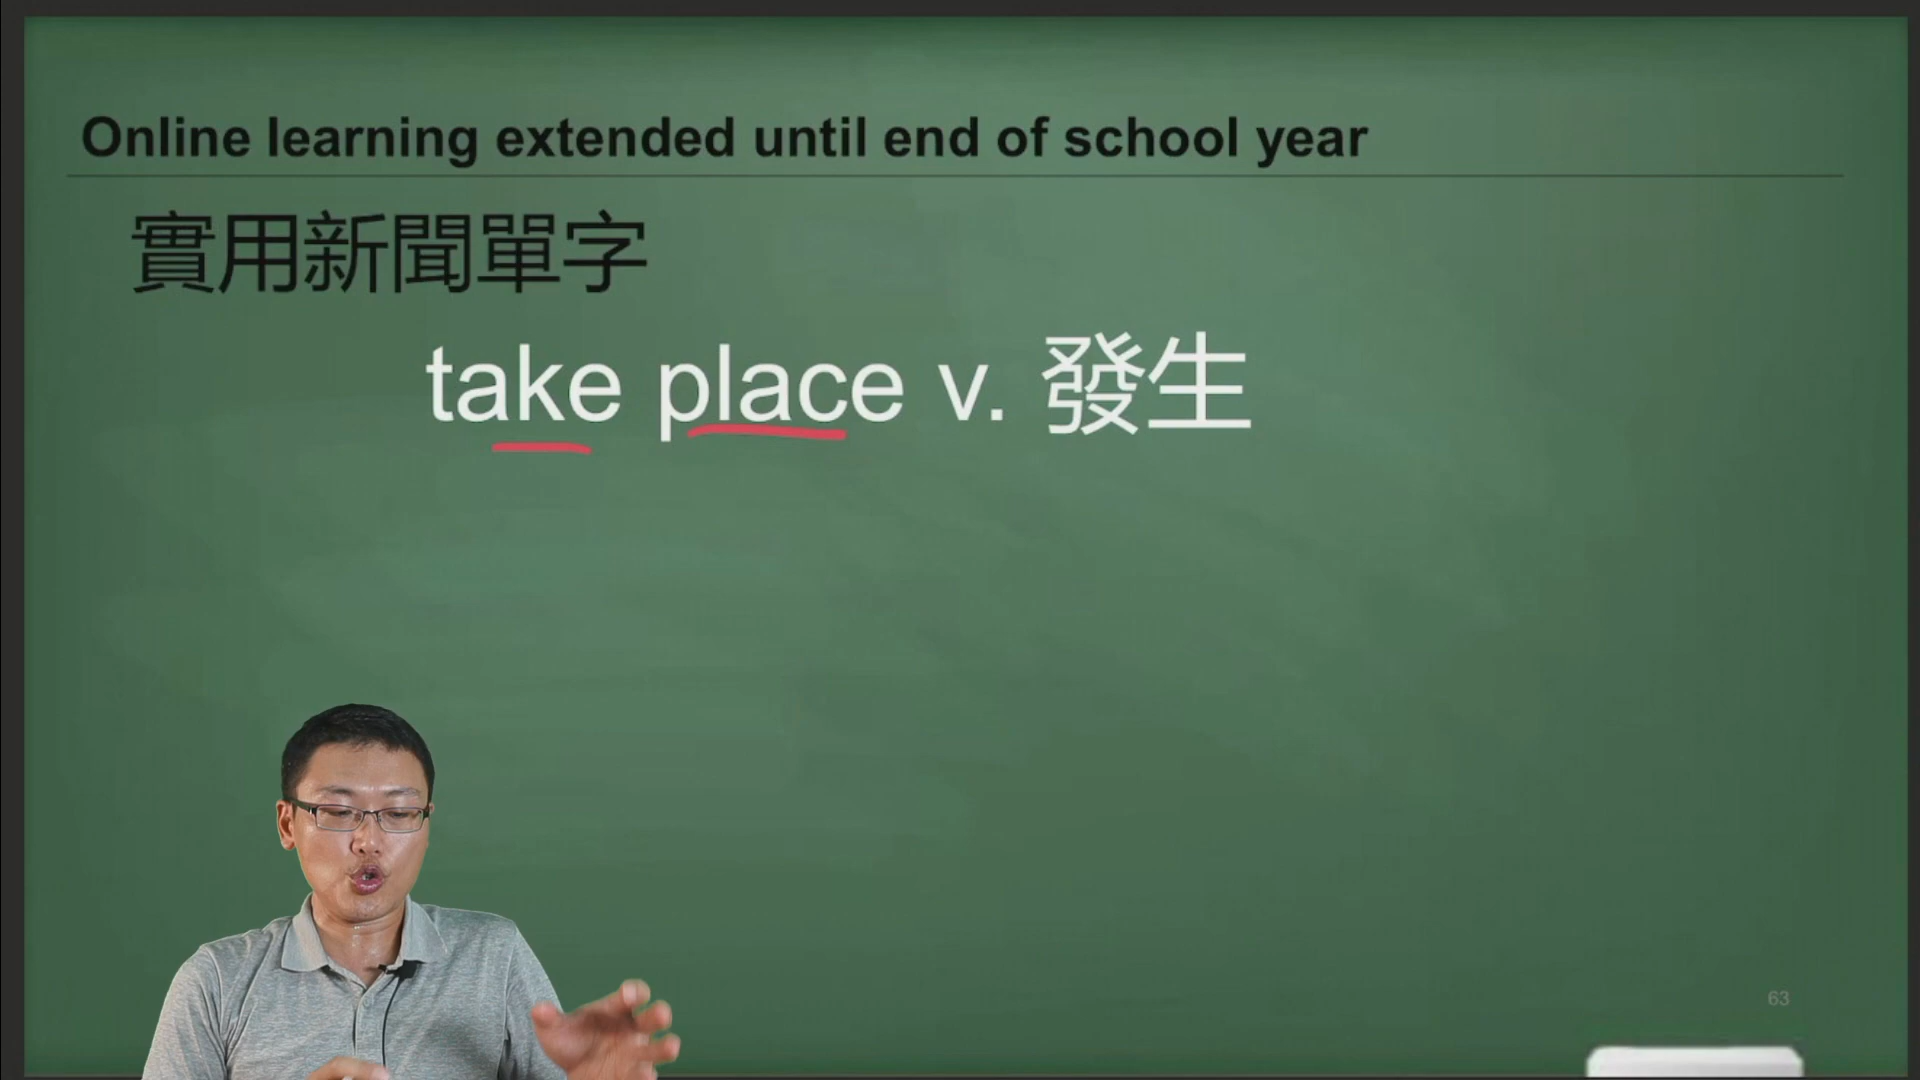 Online learning extended until end of school year
實用新聞單字
take place v. 發生
63